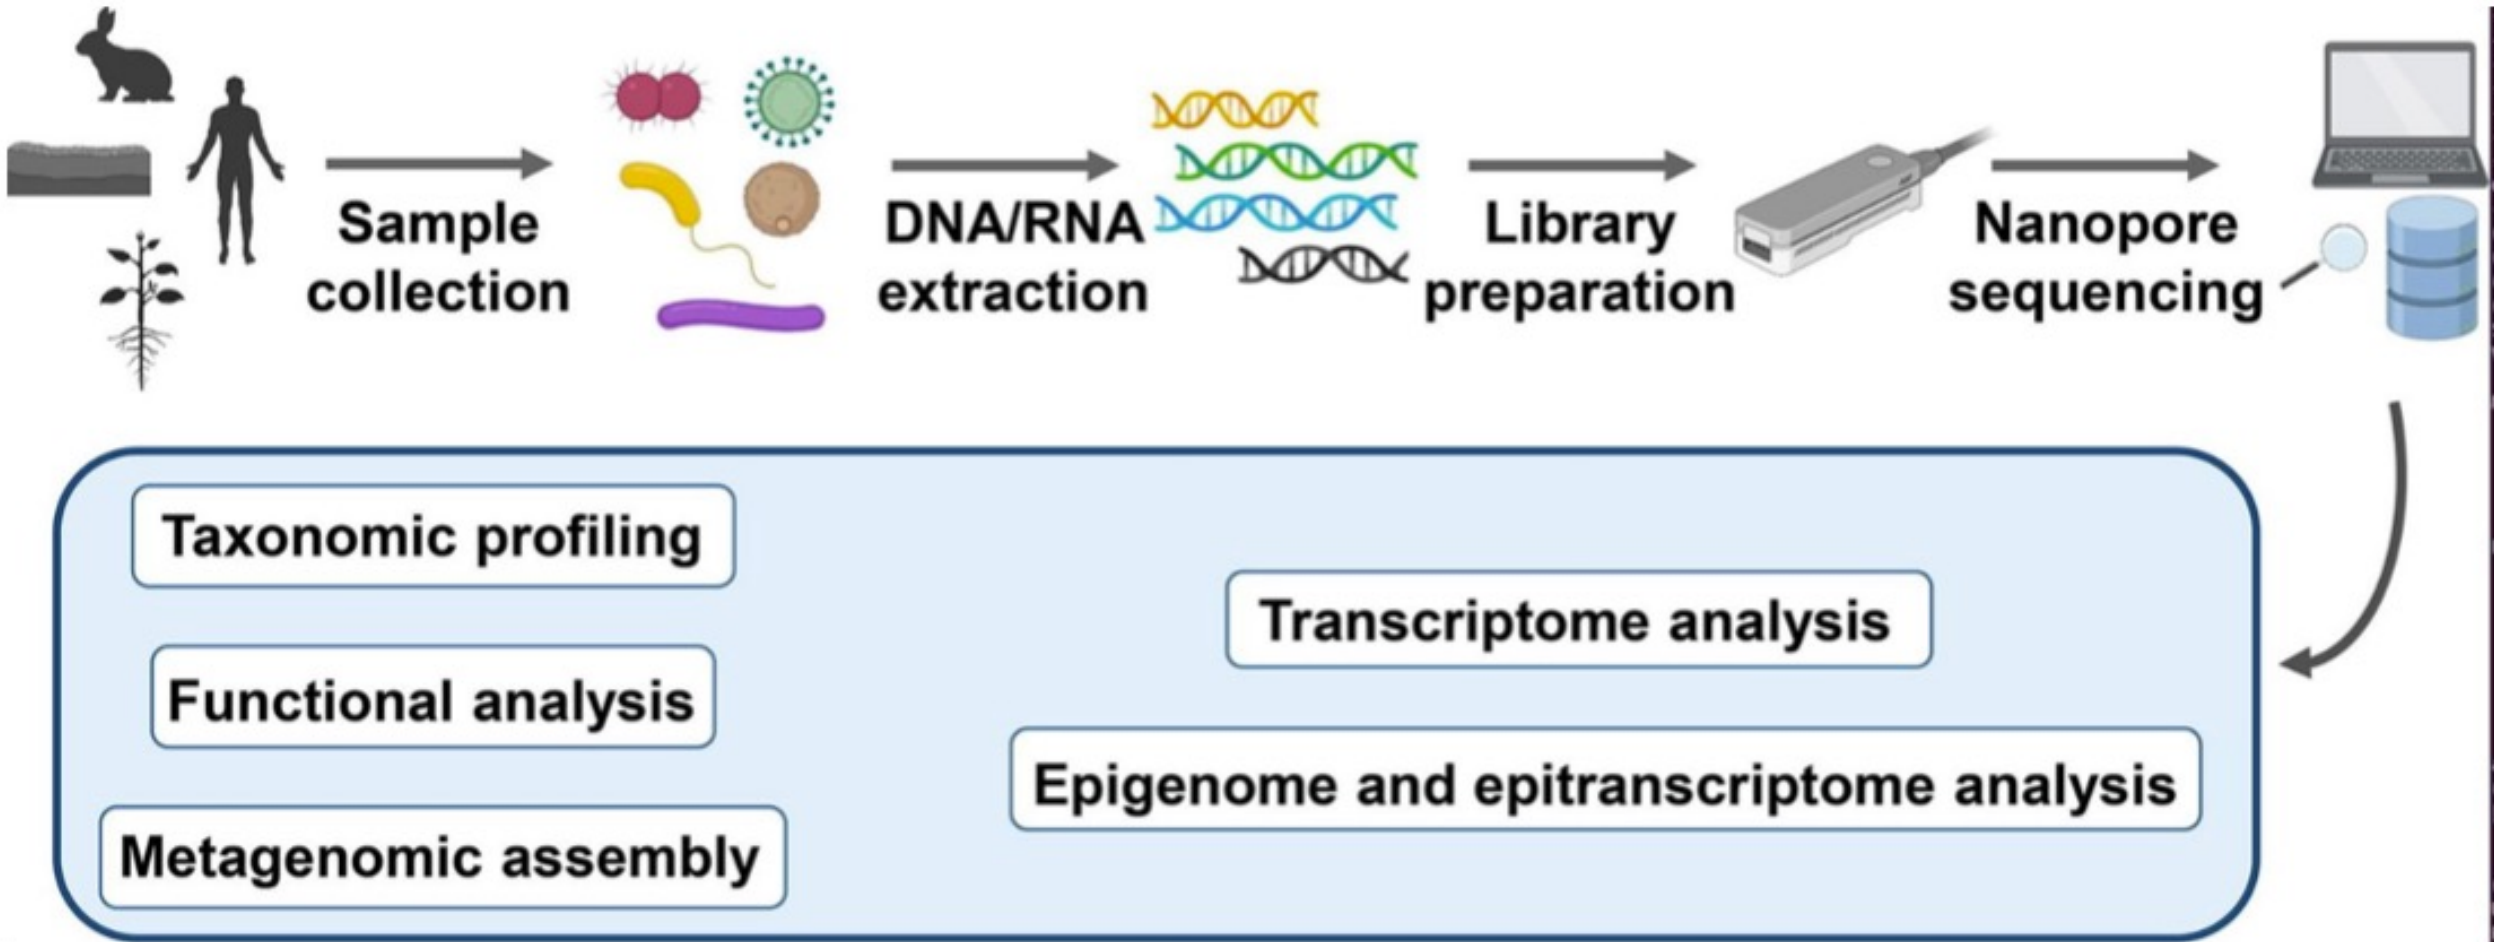 Sample
collection
DNA/RNA
extraction
Library
preparation
Nanopore
sequencing
Taxonomic profiling
Functional analysis
Metagenomic assembly
Transcriptome analysis
Epigenome and epitranscriptome analysis